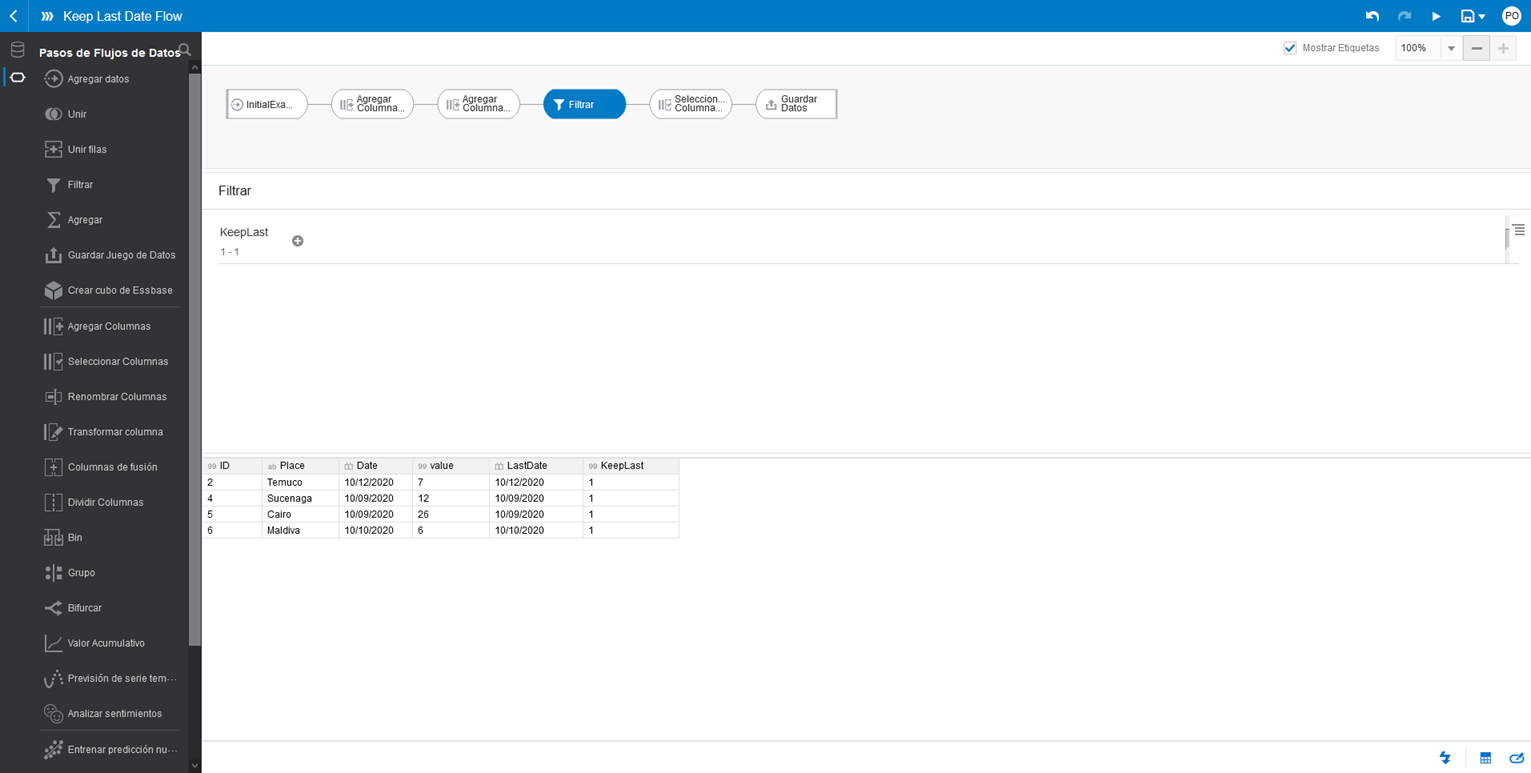 Keep Last Date Flow
PO
Pasos de Flujos de Datos
Agregar datos
Unir
Unir filas
Filtrar
Agregar
Guardar Juego de Datos
Crear cubo de Essbase
Agregar Columnas
Seleccionar Columnas
Renombrar Columnas
Transformar columna
Columnas de fusión
Dividir Columnas
Bin
Grupo
Bifurcar
Valor Acumulativo
Previsión de serie tem...
Analizar sentimientos
Entrenar predicción nu...
Mostrar Etiquetas
100%
InitialExa...
Agregar
Columna...
Agregar
Columna...
Filtrar
Seleccion...
Columna...
Guardar
Datos
Filtrar
KeepLast
1 - 1
99 ID ab Place Date 99 value LastDate 99 KeepLast
2 Temuco 10/12/2020 7 10/12/2020 1
4 Sucenaga 10/09/2020 12 10/09/2020 1
5 Cairo 10/09/2020 26 10/09/2020 1
6 Maldiva 10/10/2020 6 10/10/2020 1